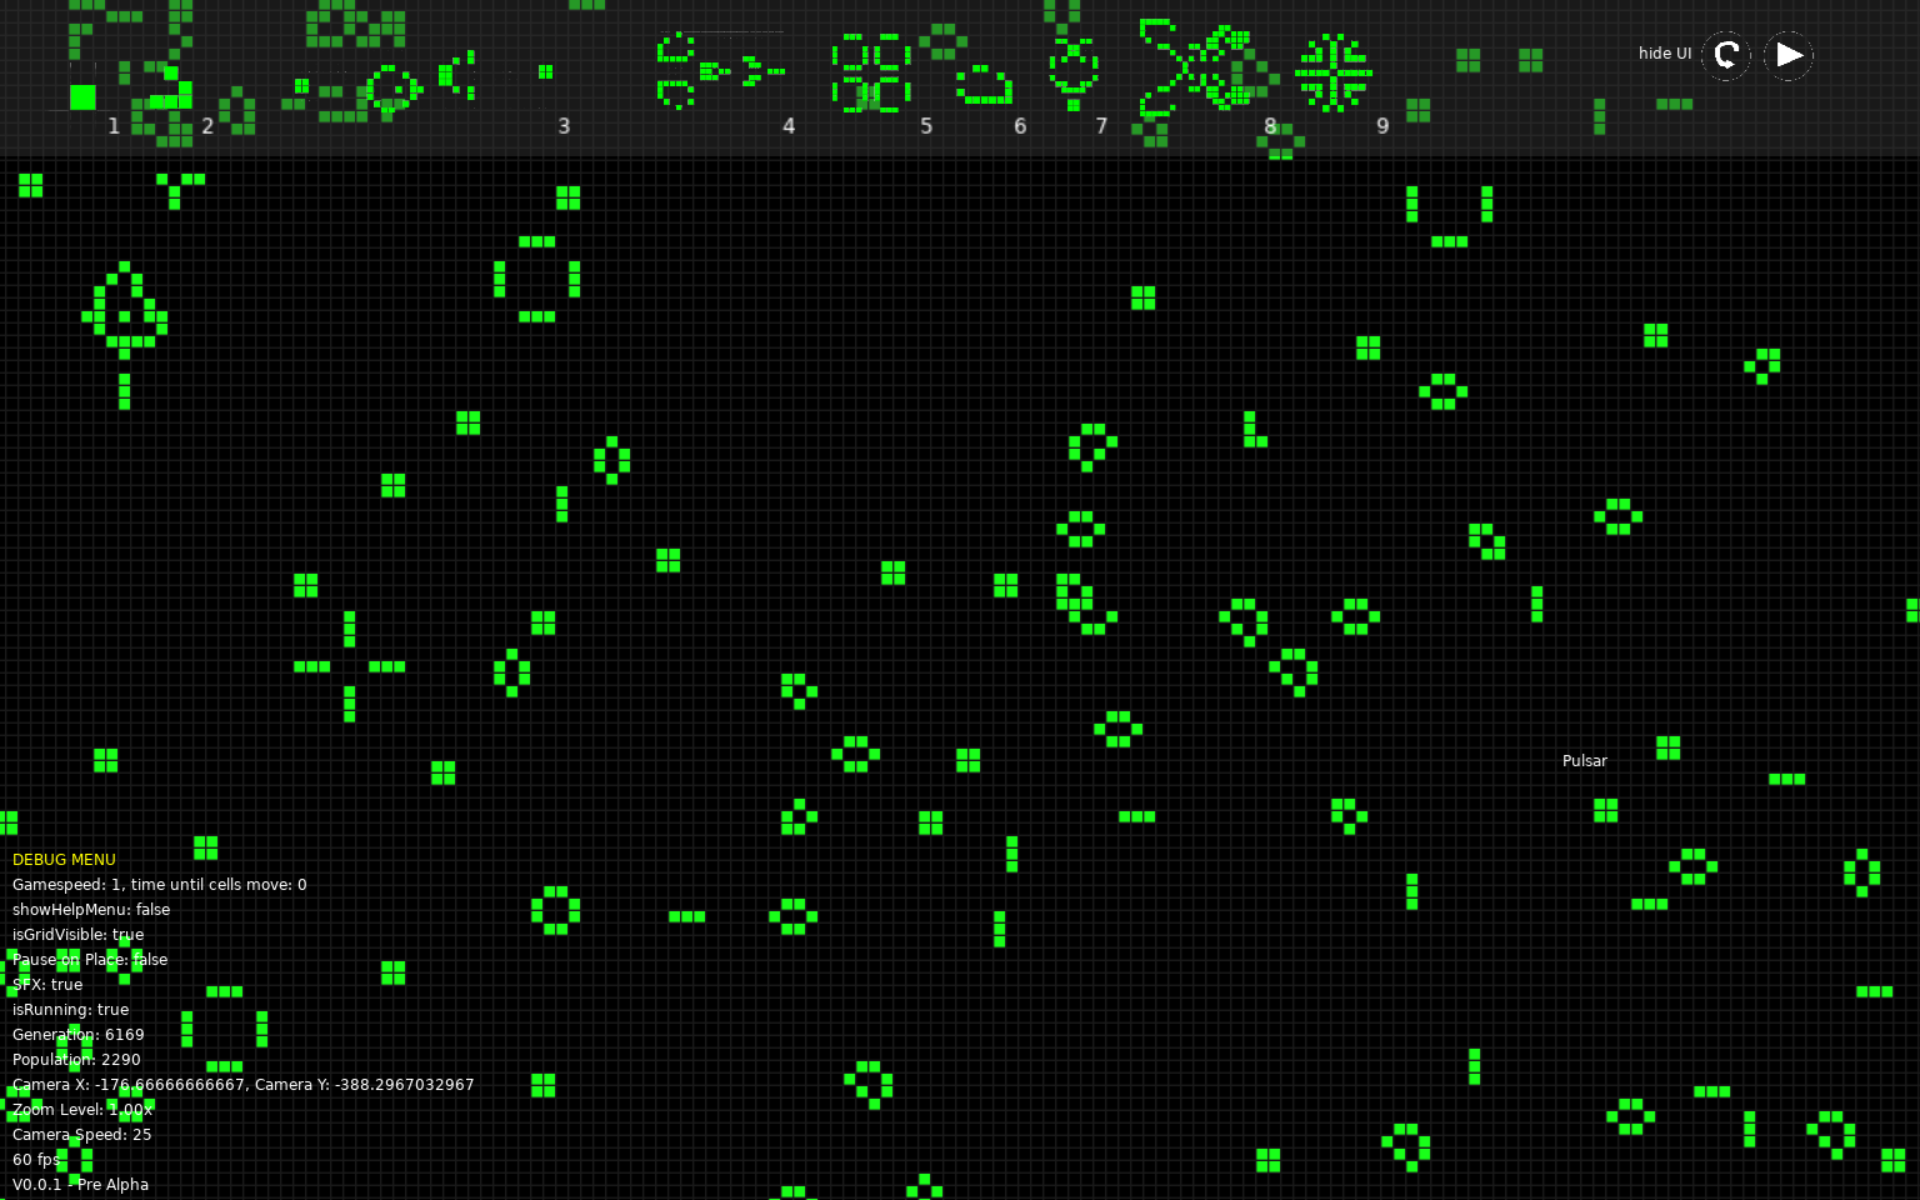 hide UI
1 2 3 4 5 6 7 8 9
Pulsar
DEBUG MENU
Gamespeed: 1, time until cells move: 0
showHelpMenu: false
isGridVisible: true
Pause on Place: false
SFX: true
isRunning: true
Generation: 6169
Population: 2290
Camera X: -176.66666666667, Camera Y: -388.2967032967
Zoom Level: 1.00x
Camera Speed: 25
60 fps
V0.0.1 - Pre Alpha